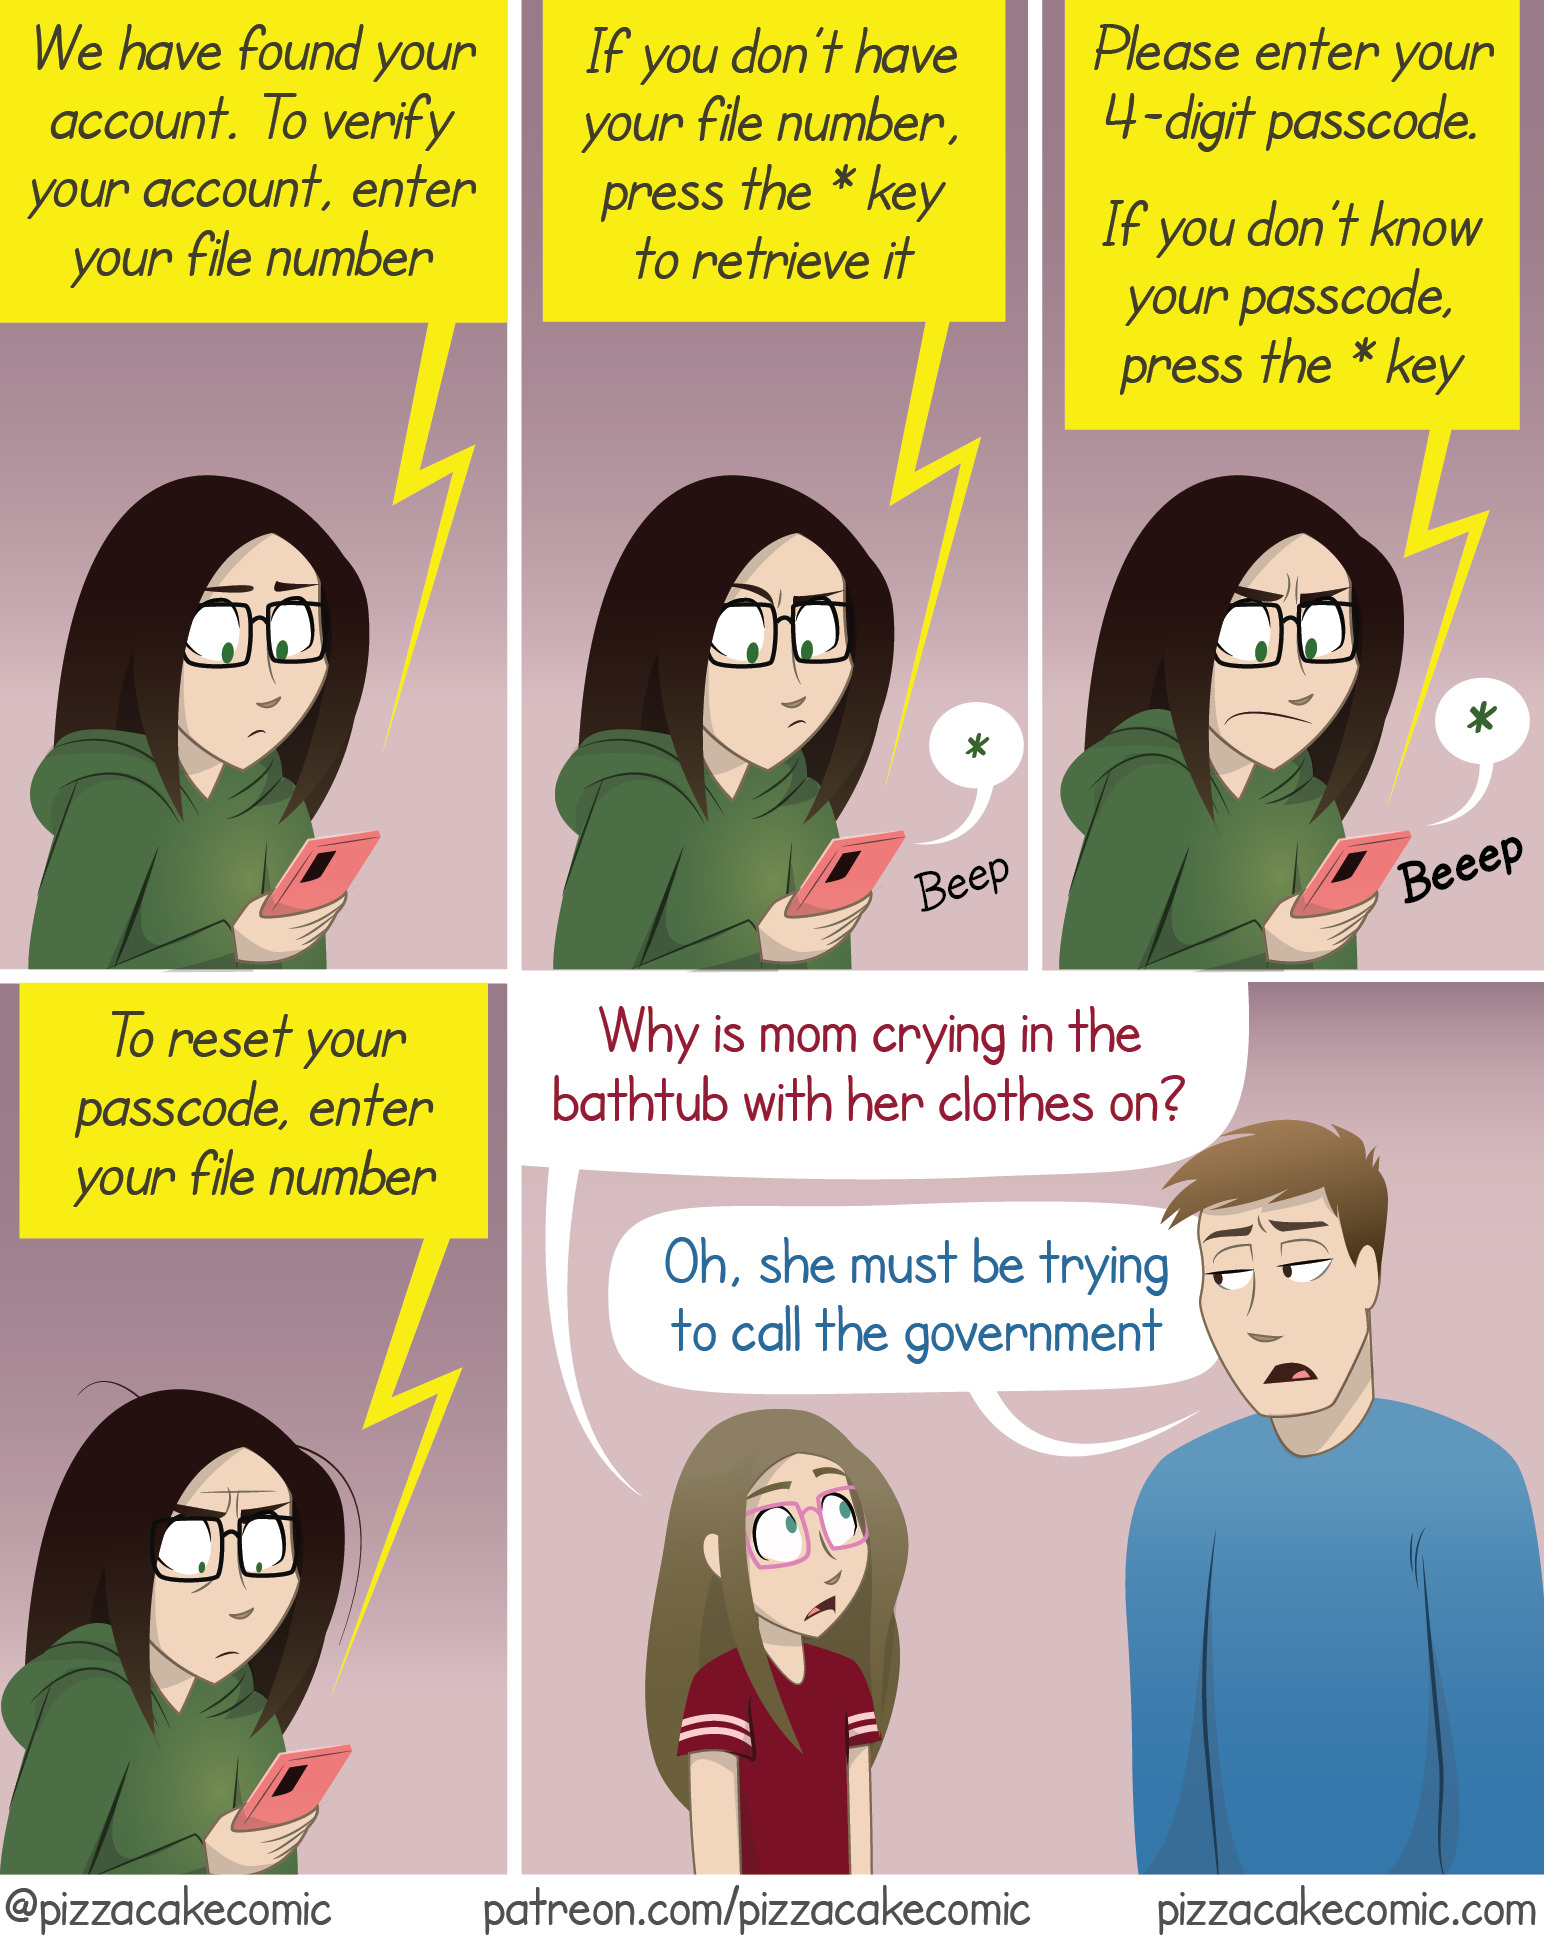 We have found your
account. To verify
your account, enter
your file number
If you don't have
your file number,
press the * key
to retrieve it
*
Beep
Please enter your
4-digit passcode.
If you don't know
your passcode,
press the * key
*
Beeeep
To reset your
passcode, enter
your file number
Why is mom crying in the
bathtub with her clothes on?
Oh, she must be trying
to call the government
@pizzacakecomic
patreon.com/pizzacakecomic
pizzacakecomic.com